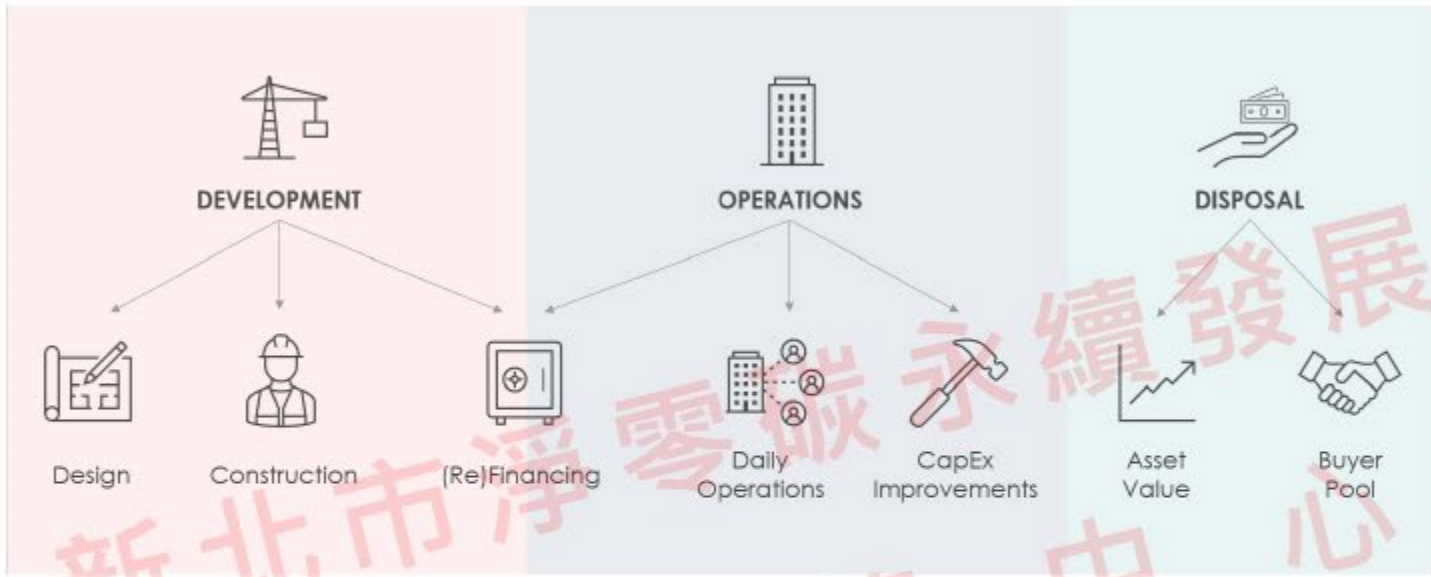 DEVELOPMENT
OPERATIONS
DISPOSAL
Design
Construction
(Re)Financing
Daily
Operations
CapEx
Improvements
Asset
Value
Buyer
Pool
新北市淨零碳永續發展
中心